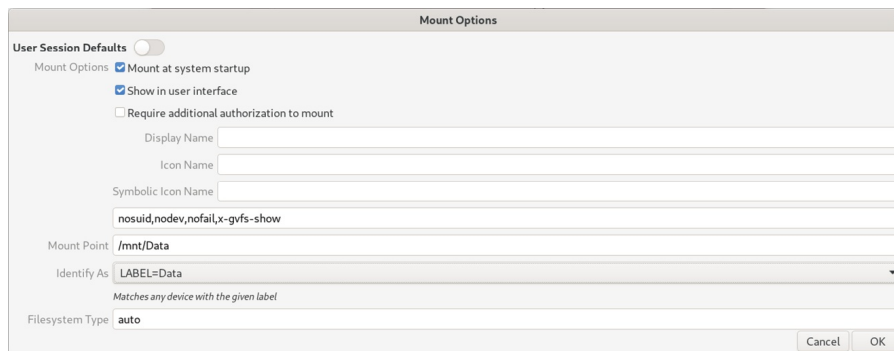 Mount Options
User Session Defaults
Mount Options Mount at system startup
Show in user interface
Require additional authorization to mount
Display Name
Icon Name
Symbolic Icon Name
nosuid,nodev,nofail,x-gvfs-show
Mount Point /mnt/Data
Identify As LABEL=Data
Matches any device with the given label
Filesystem Type auto
Cancel OK